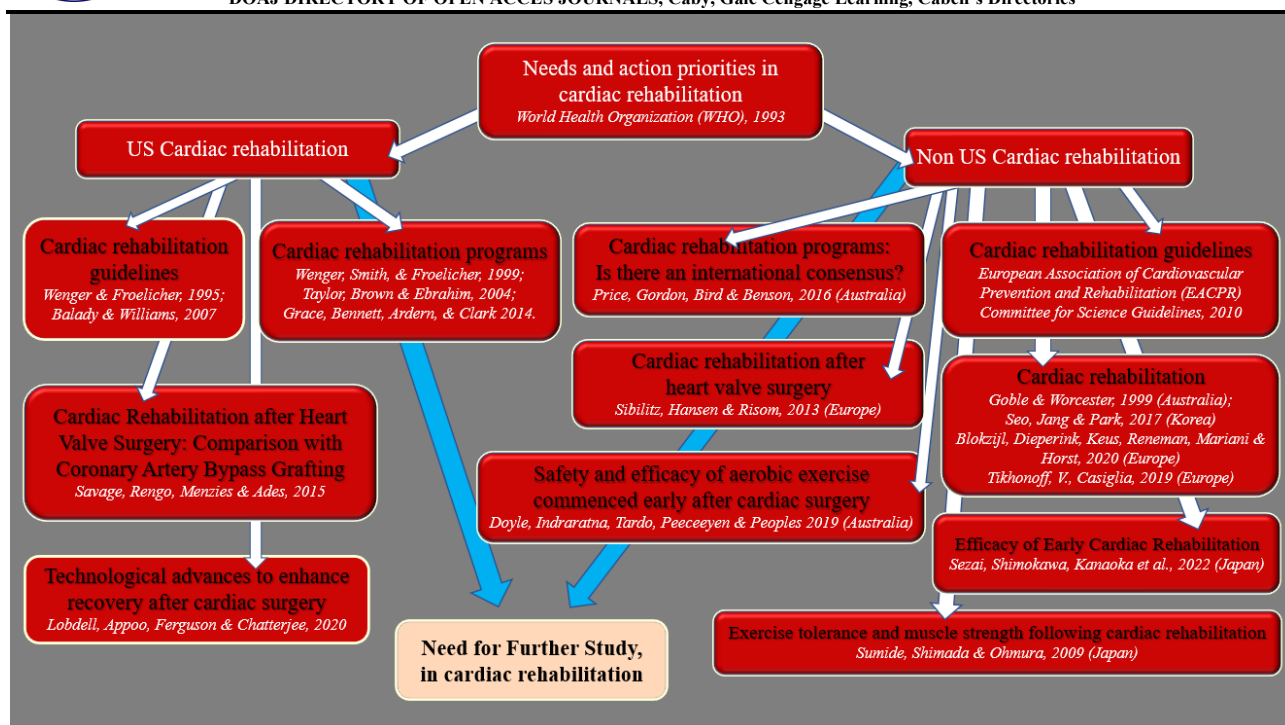 DOAJ DIRECTORY OF OPEN ACCES JOURNALS, Caby, Gale Cengage Learning, Cabell's Directories
Needs and action priorities in
cardiac rehabilitation
World Health Organization (WHO), 1993
US Cardiac rehabilitation
Non US Cardiac rehabilitation
Cardiac rehabilitation
guidelines
Wenger & Froelicher, 1995;
Balady & Williams, 2007
Cardiac rehabilitation programs
Wenger, Smith, & Froelicher, 1999;
Taylor, Brown & Ebrahim, 2004;
Grace, Bennett, Ardern, & Clark 2014.
Cardiac rehabilitation programs:
Is there an international consensus?
Price, Gordon, Bird & Benson, 2016 (Australia)
Cardiac rehabilitation guidelines
European Association of Cardiovascular
Prevention and Rehabilitation (EACPR)
Committee for Science Guidelines, 2010
Cardiac rehabilitation after
heart valve surgery
Sibilitz, Hansen & Risom, 2013 (Europe)
Cardiac rehabilitation
Goble & Worcester, 1999 (Australia);
Seo, Jang & Park, 2017 (Korea)
Blokzijl, Dieperink, Keus, Reneman, Mariani &
Horst, 2020 (Europe)
Tikhonoff, V., Casiglia, 2019 (Europe)
Cardiac Rehabilitation after Heart
Valve Surgery: Comparison with
Coronary Artery Bypass Grafting
Savage, Rengo, Menzies & Ades, 2015
Safety and efficacy of aerobic exercise
commenced early after cardiac surgery
Doyle, Indraratna, Tardo, Peeceeyen & Peoples 2019 (Australia)
Efficacy of Early Cardiac Rehabilitation
Sezai, Shimokawa, Kanaoka et al., 2022 (Japan)
Technological advances to enhance
recovery after cardiac surgery
Lobdell, Appoo, Ferguson & Chatterjee, 2020
Need for Further Study,
in cardiac rehabilitation
Exercise tolerance and muscle strength following cardiac rehabilitation
Sumide, Shimada & Ohmura, 2009 (Japan)